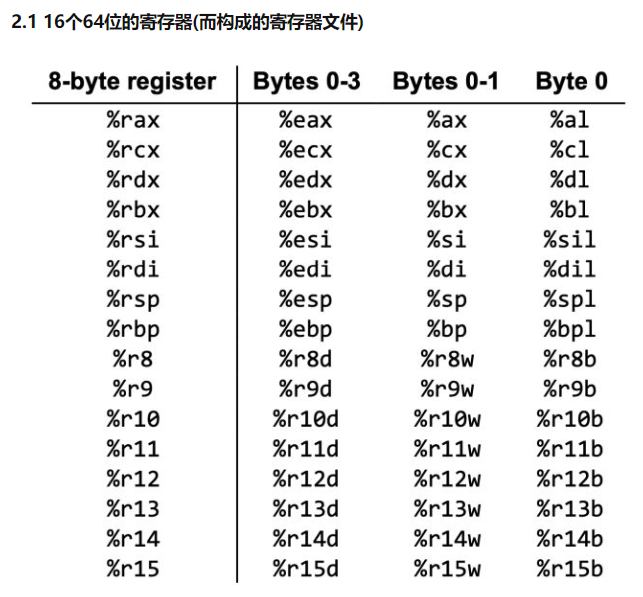 2.1 16个64位的寄存器(而构成的寄存器文件)
8-byte register Bytes 0-3 Bytes 0-1 Byte 0
%rax %eax %ax %al
%rcx %ecx %cx %cl
%rdx %edx %dx %dl
%rbx %ebx %bx %bl
%rsi %esi %si %sil
%rdi %edi %di %dil
%rsp %esp %sp %spl
%rbp %ebp %bp %bpl
%r8 %r8d %r8w %r8b
%r9 %r9d %r9w %r9b
%r10 %r10d %r10w %r10b
%r11 %r11d %r11w %r11b
%r12 %r12d %r12w %r12b
%r13 %r13d %r13w %r13b
%r14 %r14d %r14w %r14b
%r15 %r15d %r15w %r15b